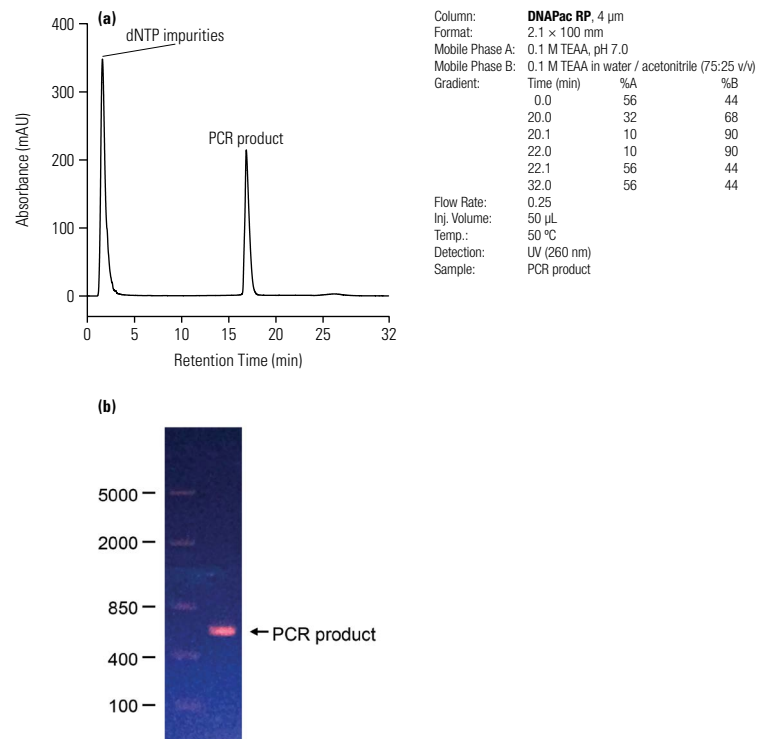 (a)
400
300
200
100
0
Absorbance (mAU)
dNTP impurities
PCR product
0 5 10 15 20 25 32
Retention Time (min)
Column: DNAPac RP, 4 µm
Format: 2.1 × 100 mm
Mobile Phase A: 0.1 M TEAA, pH 7.0
Mobile Phase B: 0.1 M TEAA in water / acetonitrile (75:25 v/v)
Gradient: Time (min) %A %B
0.0 56 44
20.0 32 68
20.1 10 90
22.0 10 90
22.1 56 44
32.0 56 44
Flow Rate: 0.25
Inj. Volume: 50 µL
Temp.: 50 ºC
Detection: UV (260 nm)
Sample: PCR product
(b)
5000
2000
850
PCR product
400
100